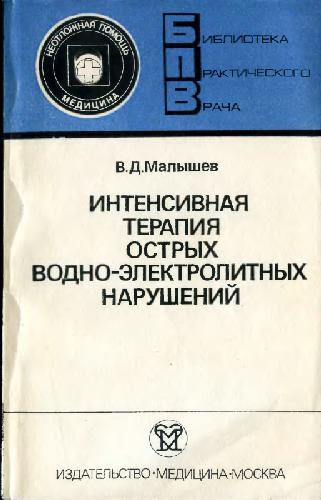 НЕОТЛОЖНАЯ ПОМОЩЬ
МЕДИЦИНА
БИБЛИОТЕКА
ПРАКТИЧЕСКОГО
ВРАЧА
В.Д.Малышев
ИНТЕНСИВНАЯ
ТЕРАПИЯ
ОСТРЫХ
ВОДНО-ЭЛЕКТРОЛИТНЫХ
НАРУШЕНИЙ
ИЗДАТЕЛЬСТВО·МЕДИЦИНА·МОСКВА